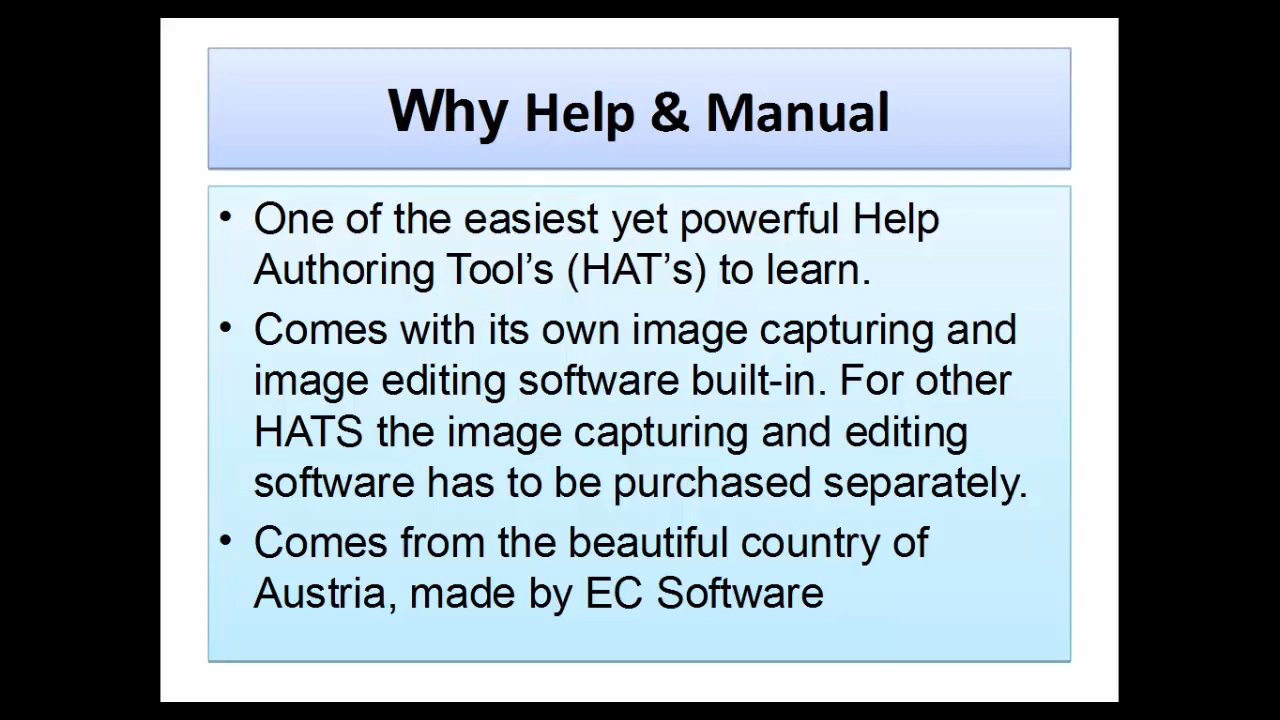 Why Help & Manual
• One of the easiest yet powerful Help
Authoring Tool’s (HAT’s) to learn.
• Comes with its own image capturing and
image editing software built-in. For other
HATS the image capturing and editing
software has to be purchased separately.
• Comes from the beautiful country of
Austria, made by EC Software